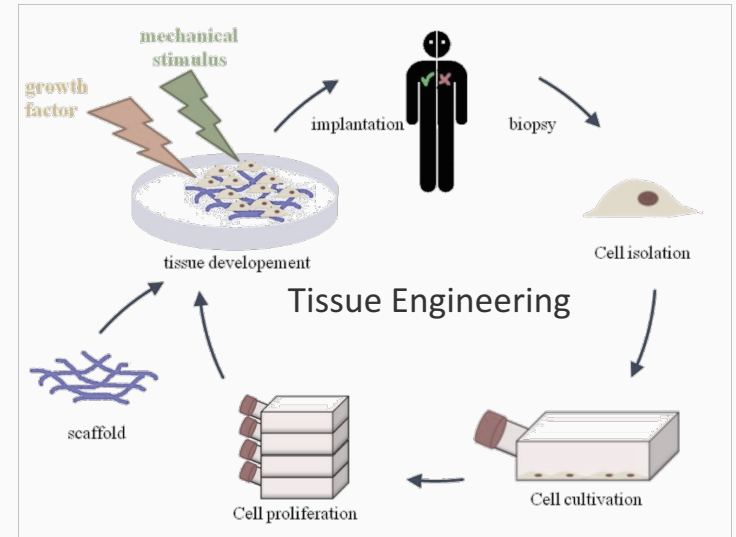 mechanical
stimulus
growth
factor
implantation
biopsy
Cell isolation
tissue developement
Tissue Engineering
scaffold
Cell cultivation
Cell proliferation